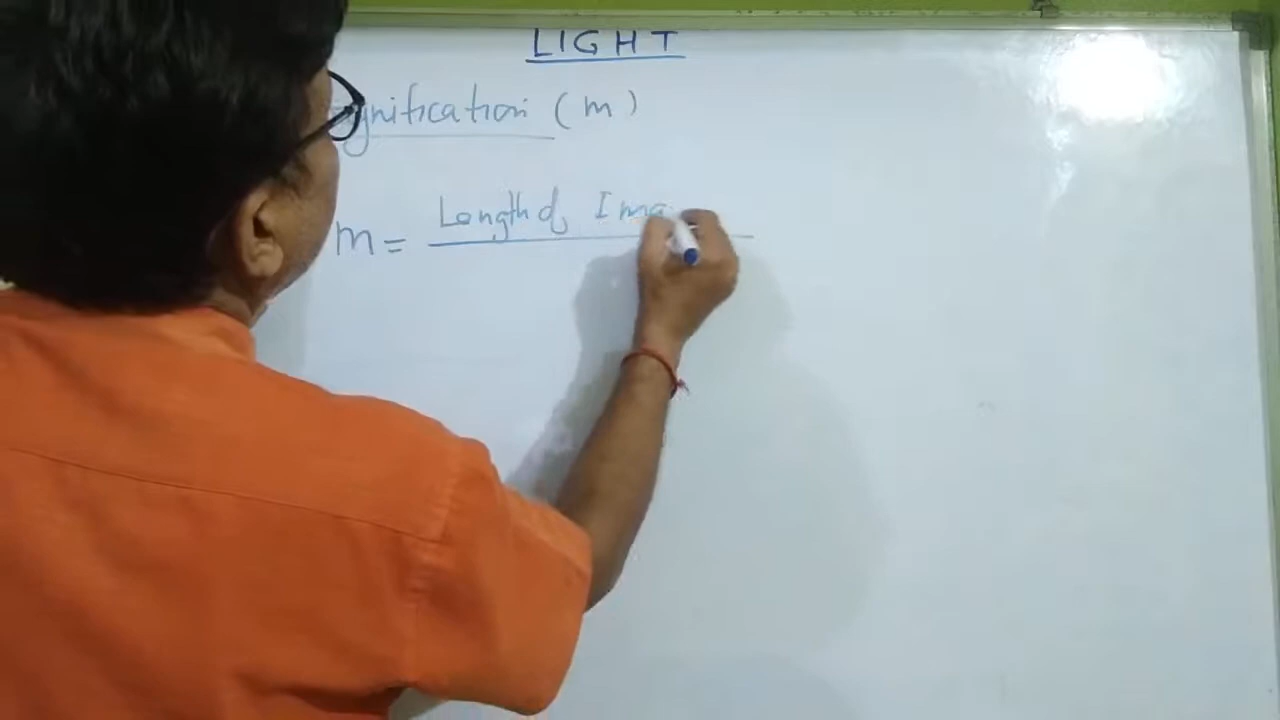 LIGHT
gnification (m)
m = Length of Ima